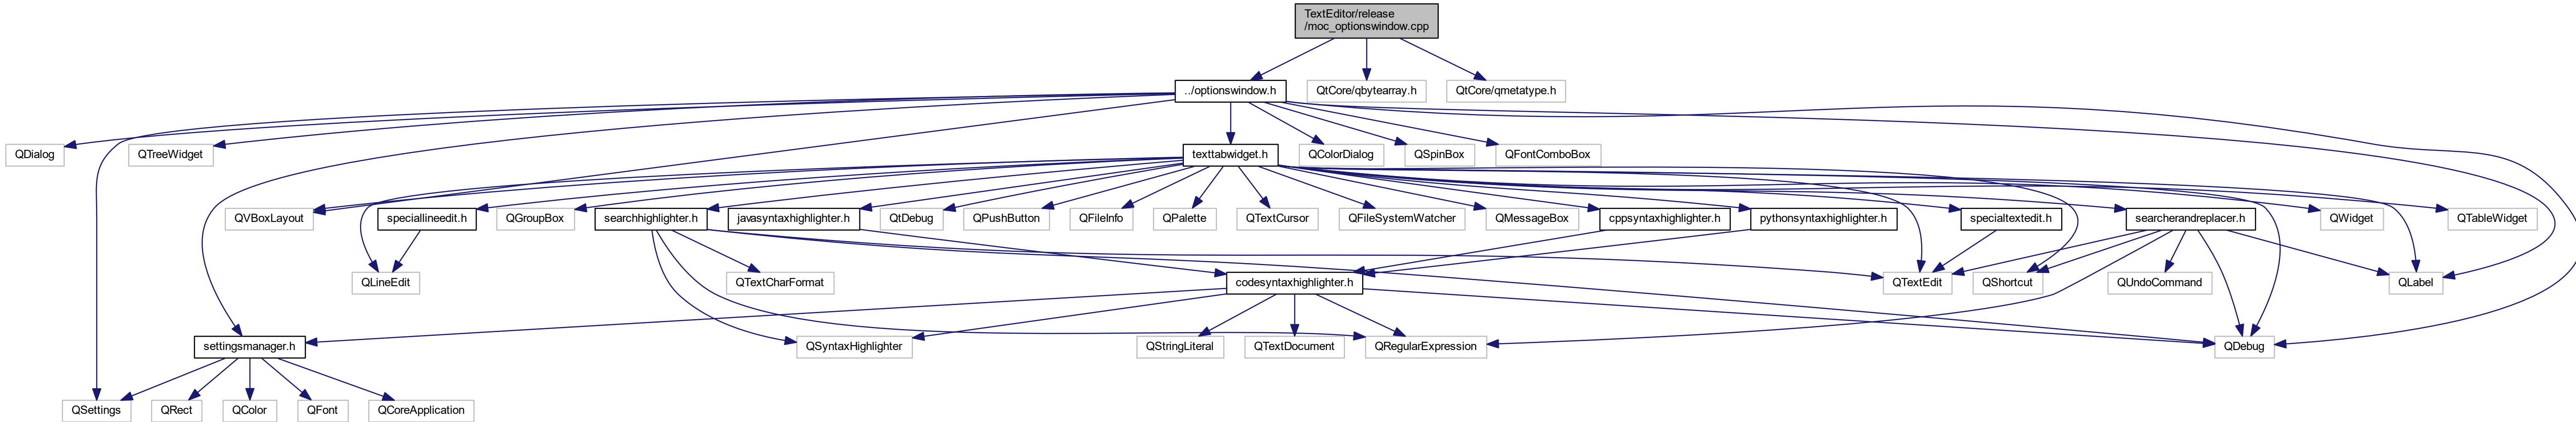 TextEditor/release
/moc_optionswindow.cpp
../optionswindow.h
QtCore/qbytearray.h
QtCore/qmetatype.h
QDialog
QTreeWidget
texttabwidget.h
QColorDialog
QSpinBox
QFontComboBox
QVBoxLayout
speciallineedit.h
QGroupBox
searchhighlighter.h
javasyntaxhighlighter.h
QtDebug
QPushButton
QFileInfo
QPalette
QTextCursor
QFileSystemWatcher
QMessageBox
cppsyntaxhighlighter.h
pythonsyntaxhighlighter.h
specialtextedit.h
searcherandreplacer.h
QWidget
QTableWidget
QLineEdit
QTextCharFormat
codesyntaxhighlighter.h
QTextEdit
QShortcut
QUndoCommand
QLabel
settingsmanager.h
QSyntaxHighlighter
QStringLiteral
QTextDocument
QRegularExpression
QDebug
QSettings
QRect
QColor
QFont
QCoreApplication